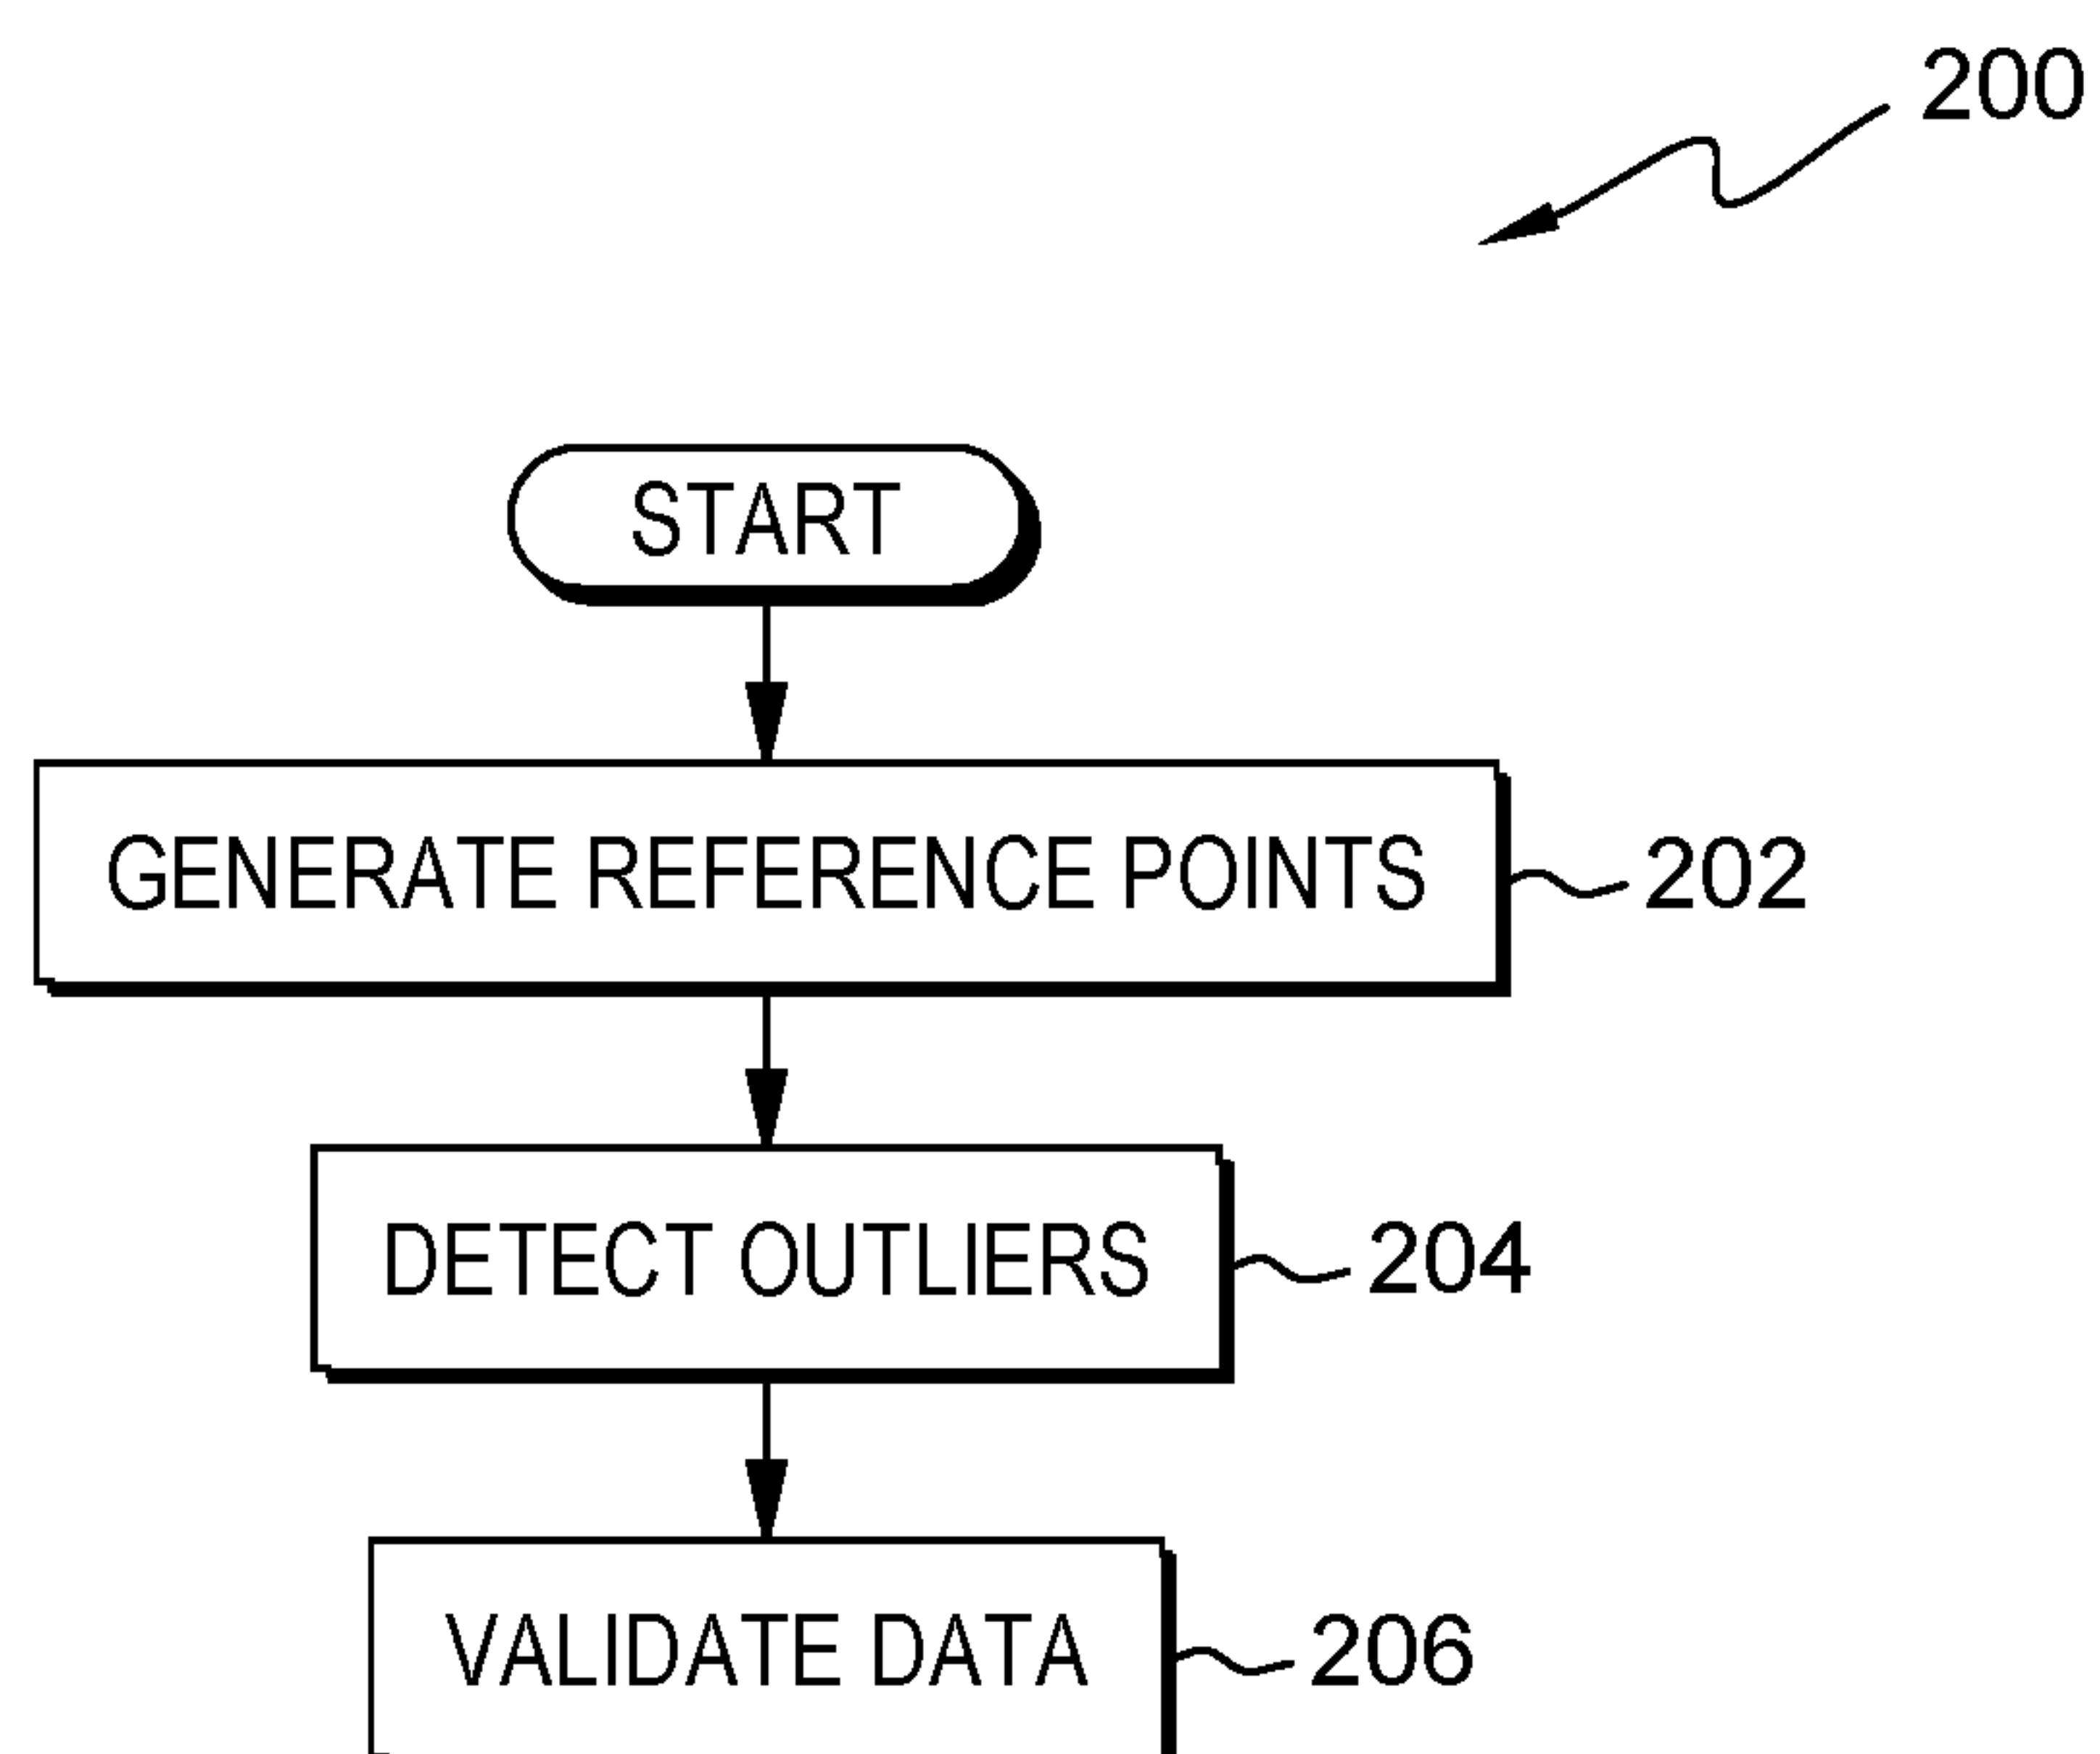 200
START
GENERATE REFERENCE POINTS
202
DETECT OUTLIERS
204
VALIDATE DATA
206